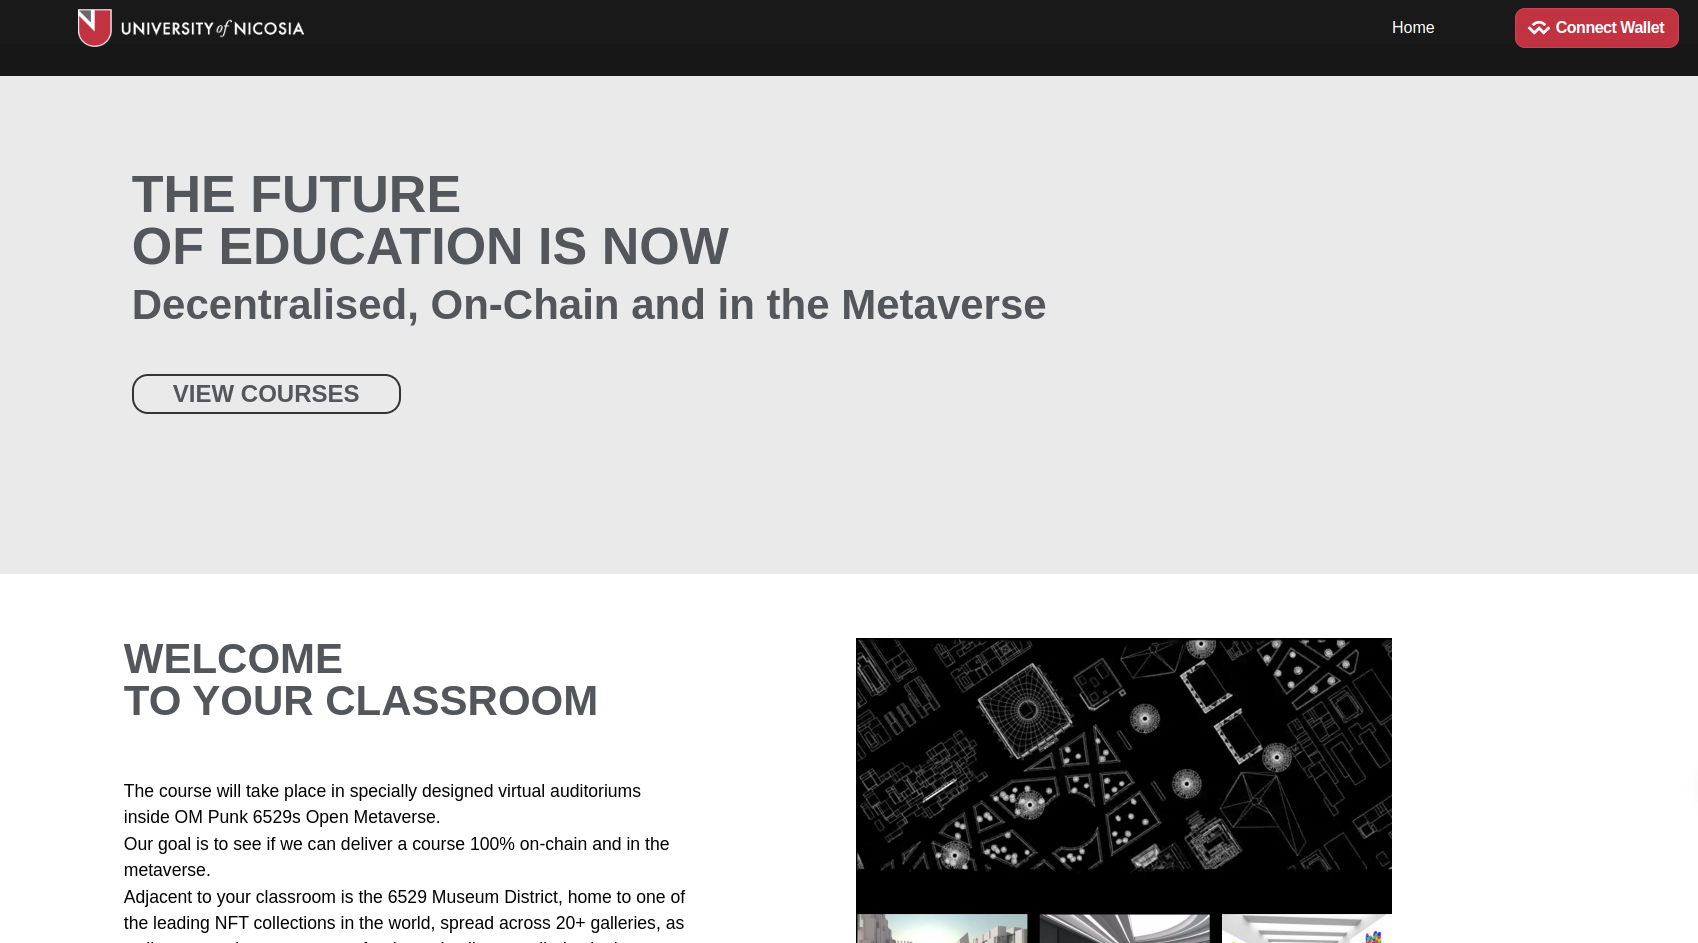 UNIVERSITY of NICOSIA
Home
Connect Wallet
THE FUTURE
OF EDUCATION IS NOW
Decentralised, On-Chain and in the Metaverse
VIEW COURSES
WELCOME
TO YOUR CLASSROOM
The course will take place in specially designed virtual auditoriums
inside OM Punk 6529s Open Metaverse.
Our goal is to see if we can deliver a course 100% on-chain and in the
metaverse.
Adjacent to your classroom is the 6529 Museum District, home to one of
the leading NFT collections in the world, spread across 20+ galleries, as